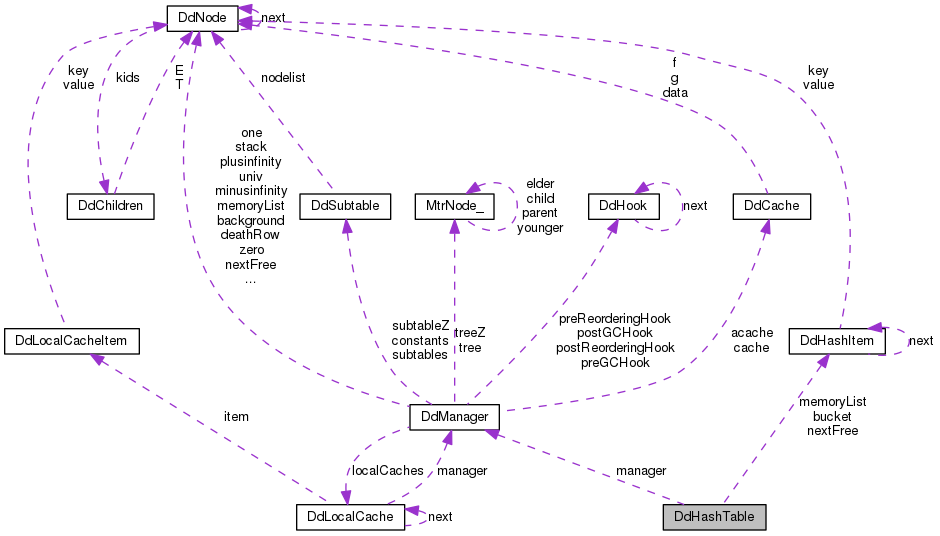 DdNode
next
key
value
kids
E
T
nodelist
f
g
data
key
value
one
stack
plusinfinity
univ
minusinfinity
memoryList
background
deathRow
zero
nextFree
...
DdChildren
DdSubtable
MtrNode_
elder
child
parent
younger
DdHook
next
DdCache
DdLocalCacheItem
subtableZ
constants
subtables
treeZ
tree
preReorderingHook
postGCHook
postReorderingHook
preGCHook
acache
cache
DdHashItem
next
item
DdManager
memoryList
bucket
nextFree
localCaches
manager
manager
DdLocalCache
next
DdHashTable